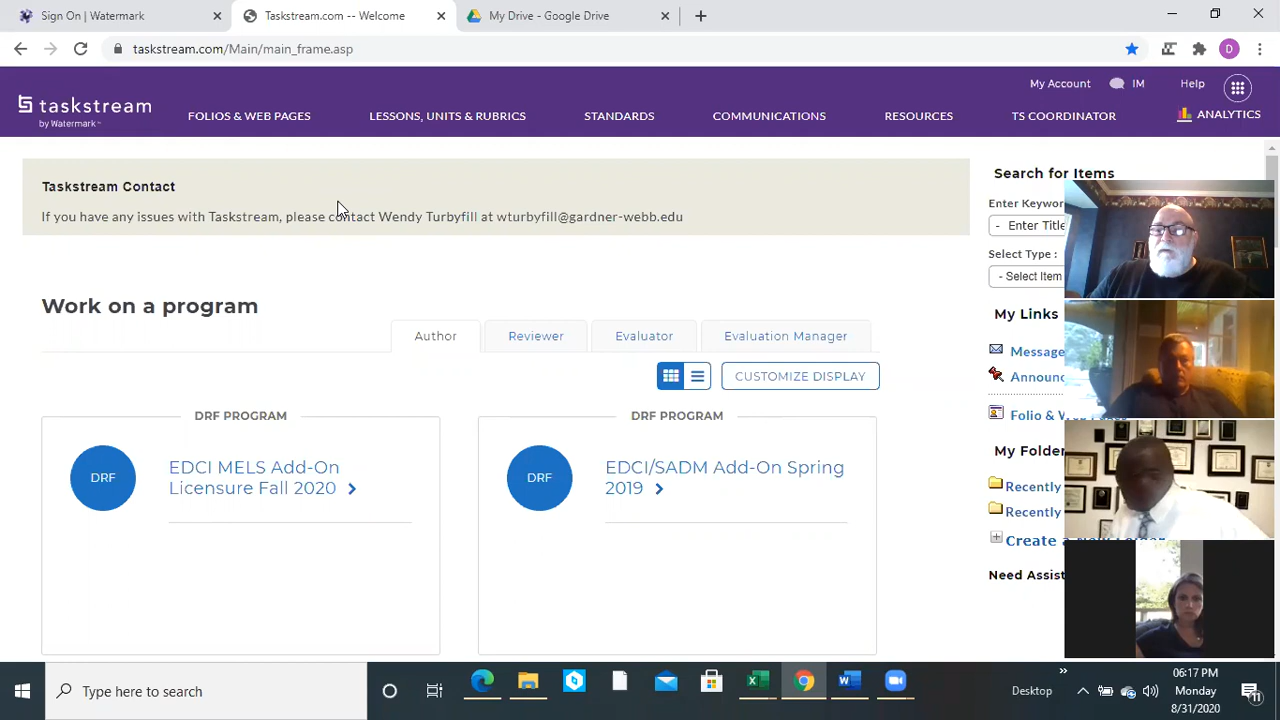 Sign On | Watermark
Taskstream.com -- Welcome
My Drive - Google Drive
taskstream.com/Main/main_frame.asp
D
My Account
IM
Help
taskstream
by Watermark
FOLIOS & WEB PAGES
LESSONS, UNITS & RUBRICS
STANDARDS
COMMUNICATIONS
RESOURCES
TS COORDINATOR
ANALYTICS
Taskstream Contact
If you have any issues with Taskstream, please contact Wendy Turbyfill at wturbyfill@gardner-webb.edu
Search for Items
Enter Keywor
- Enter Title
Select Type :
- Select Item
Work on a program
Author
Reviewer
Evaluator
Evaluation Manager
CUSTOMIZE DISPLAY
My Links
Message
Announc
Folio & Web Pages
DRF PROGRAM
DRF
EDCI MELS Add-On
Licensure Fall 2020
DRF PROGRAM
DRF
EDCI/SADM Add-On Spring
2019
My Folder
Recently
Recently
Create a New Folder
Need Assist
Type here to search
Desktop
06:17 PM
Monday
8/31/2020
11